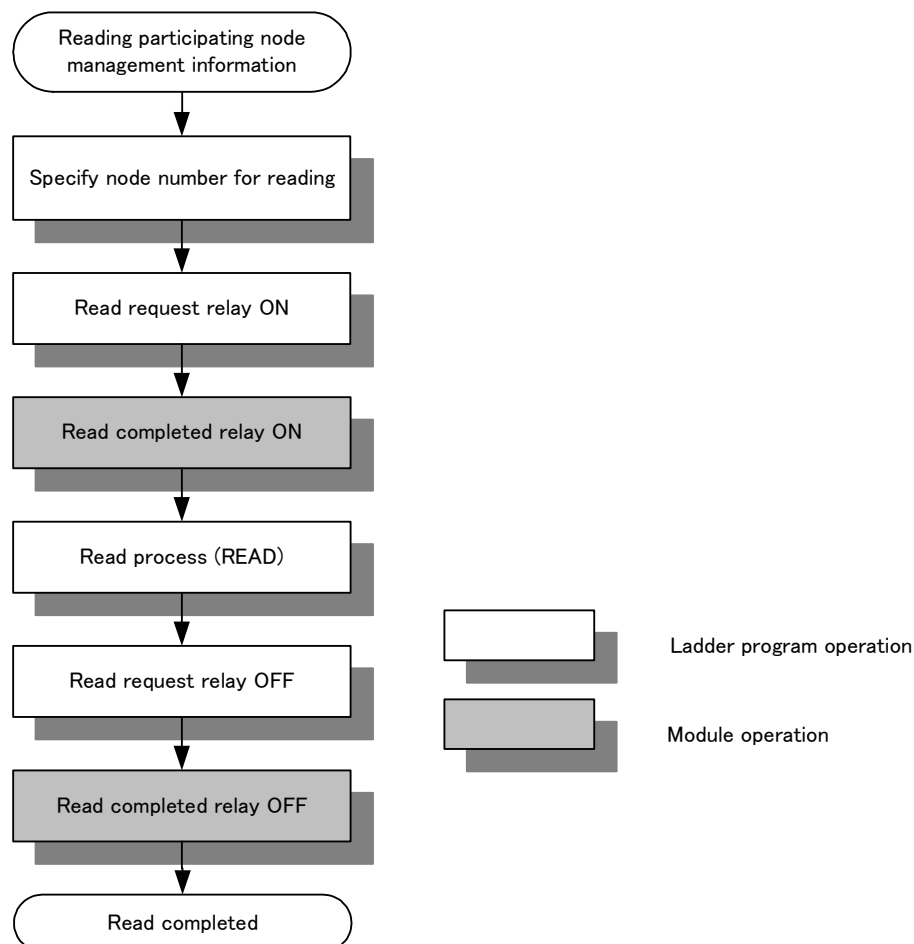 Reading participating node
management information
Specify node number for reading
Read request relay ON
Read completed relay ON
Read process (READ)
Read request relay OFF
Read completed relay OFF
Read completed
Ladder program operation
Module operation